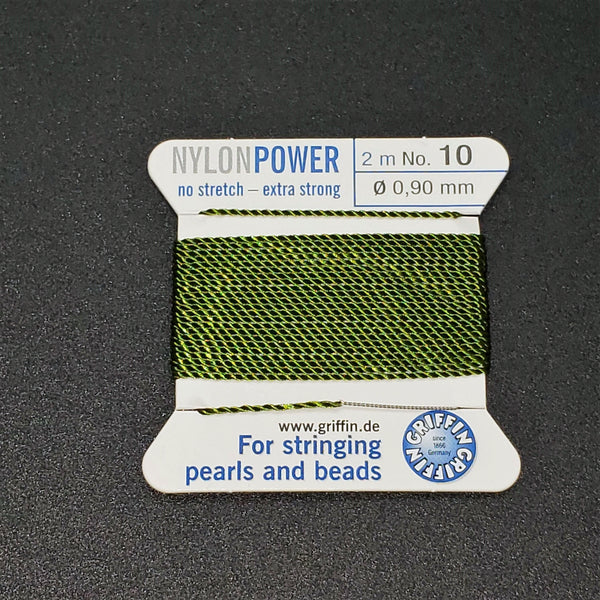 NYLONPOWER
no stretch – extra strong
2 m No. 10
Ø 0,90 mm
www.griffin.de
For stringing
pearls and beads
GRIFFIN GRIFFIN
since
1866
Germany